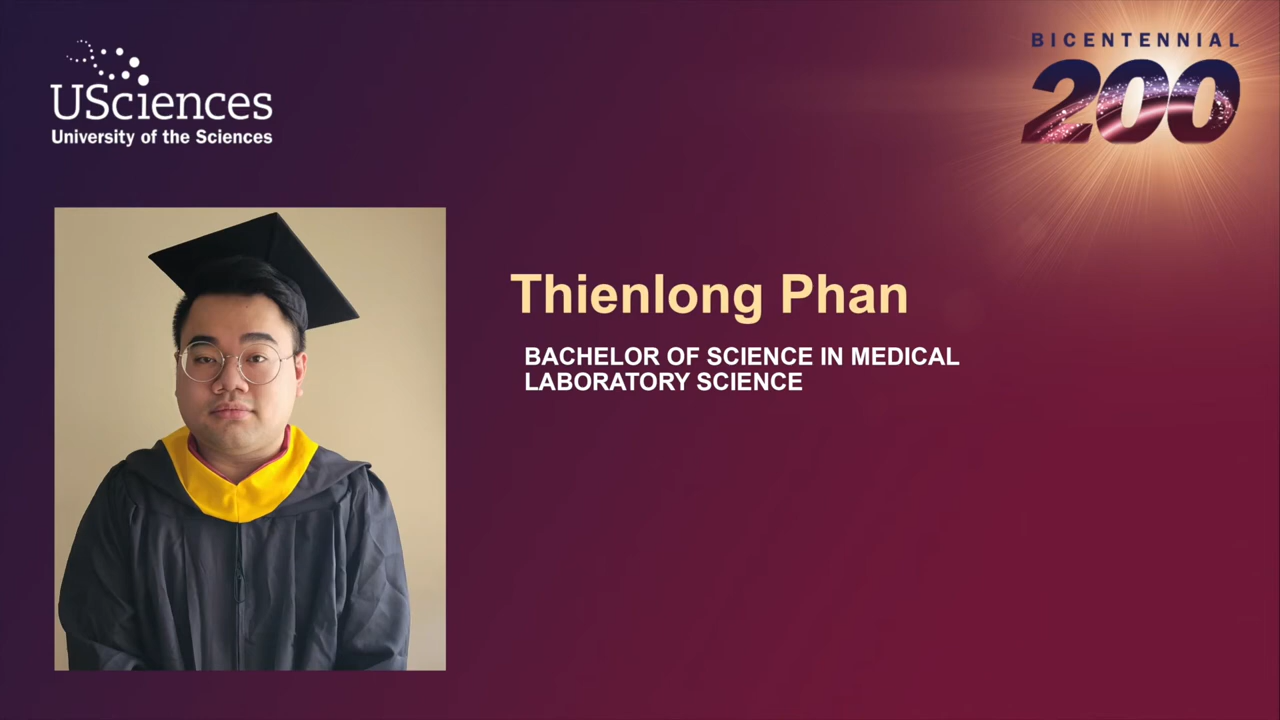 USciences
University of the Sciences
BICENTENNIAL
200
Thienlong Phan
BACHELOR OF SCIENCE IN MEDICAL
LABORATORY SCIENCE